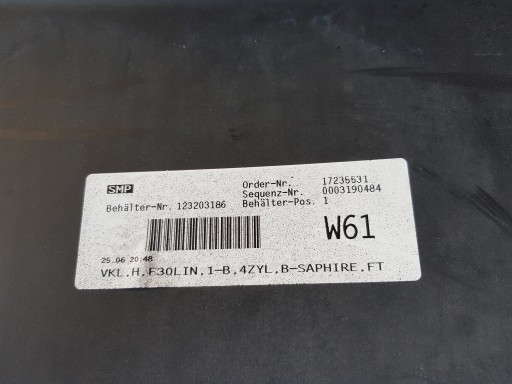 SMP
Order-Nr. 17235531
Sequenz-Nr. 0003190484
Behälter-Nr. 123203186 Behälter-Pos. 1
W61
25.06 20:48
VKL.H.F30LIN.1-B.4ZYL.B-SAPHIRE.FT